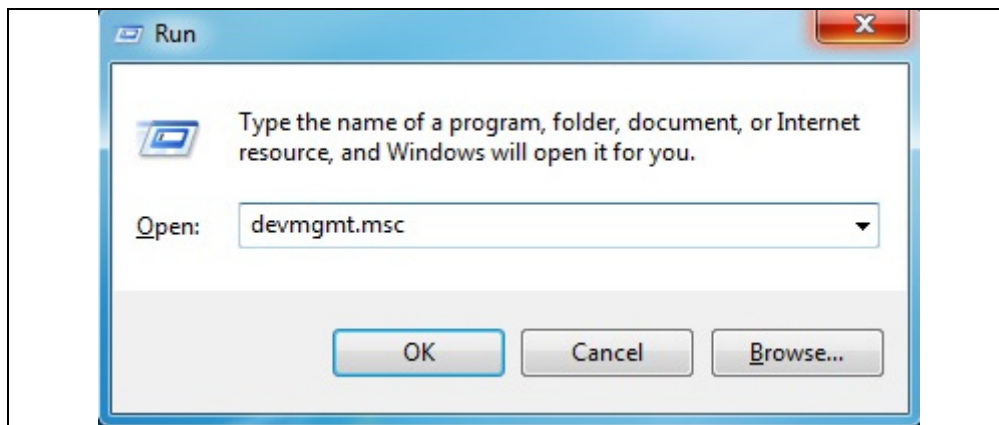 Run
Type the name of a program, folder, document, or Internet
resource, and Windows will open it for you.
Open: devmgmt.msc
OK Cancel Browse...